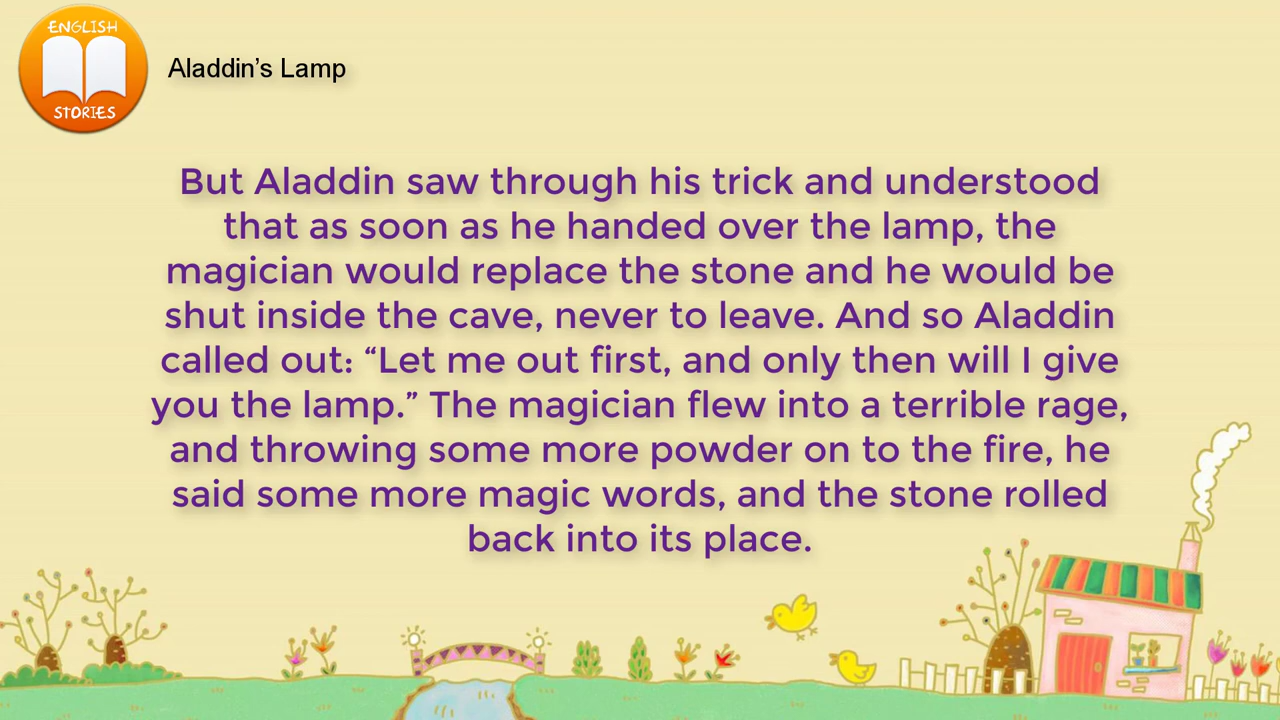 ENGLISH
STORIES
Aladdin’s Lamp
But Aladdin saw through his trick and understood
that as soon as he handed over the lamp, the
magician would replace the stone and he would be
shut inside the cave, never to leave. And so Aladdin
called out: “Let me out first, and only then will I give
you the lamp.” The magician flew into a terrible rage,
and throwing some more powder on to the fire, he
said some more magic words, and the stone rolled
back into its place.